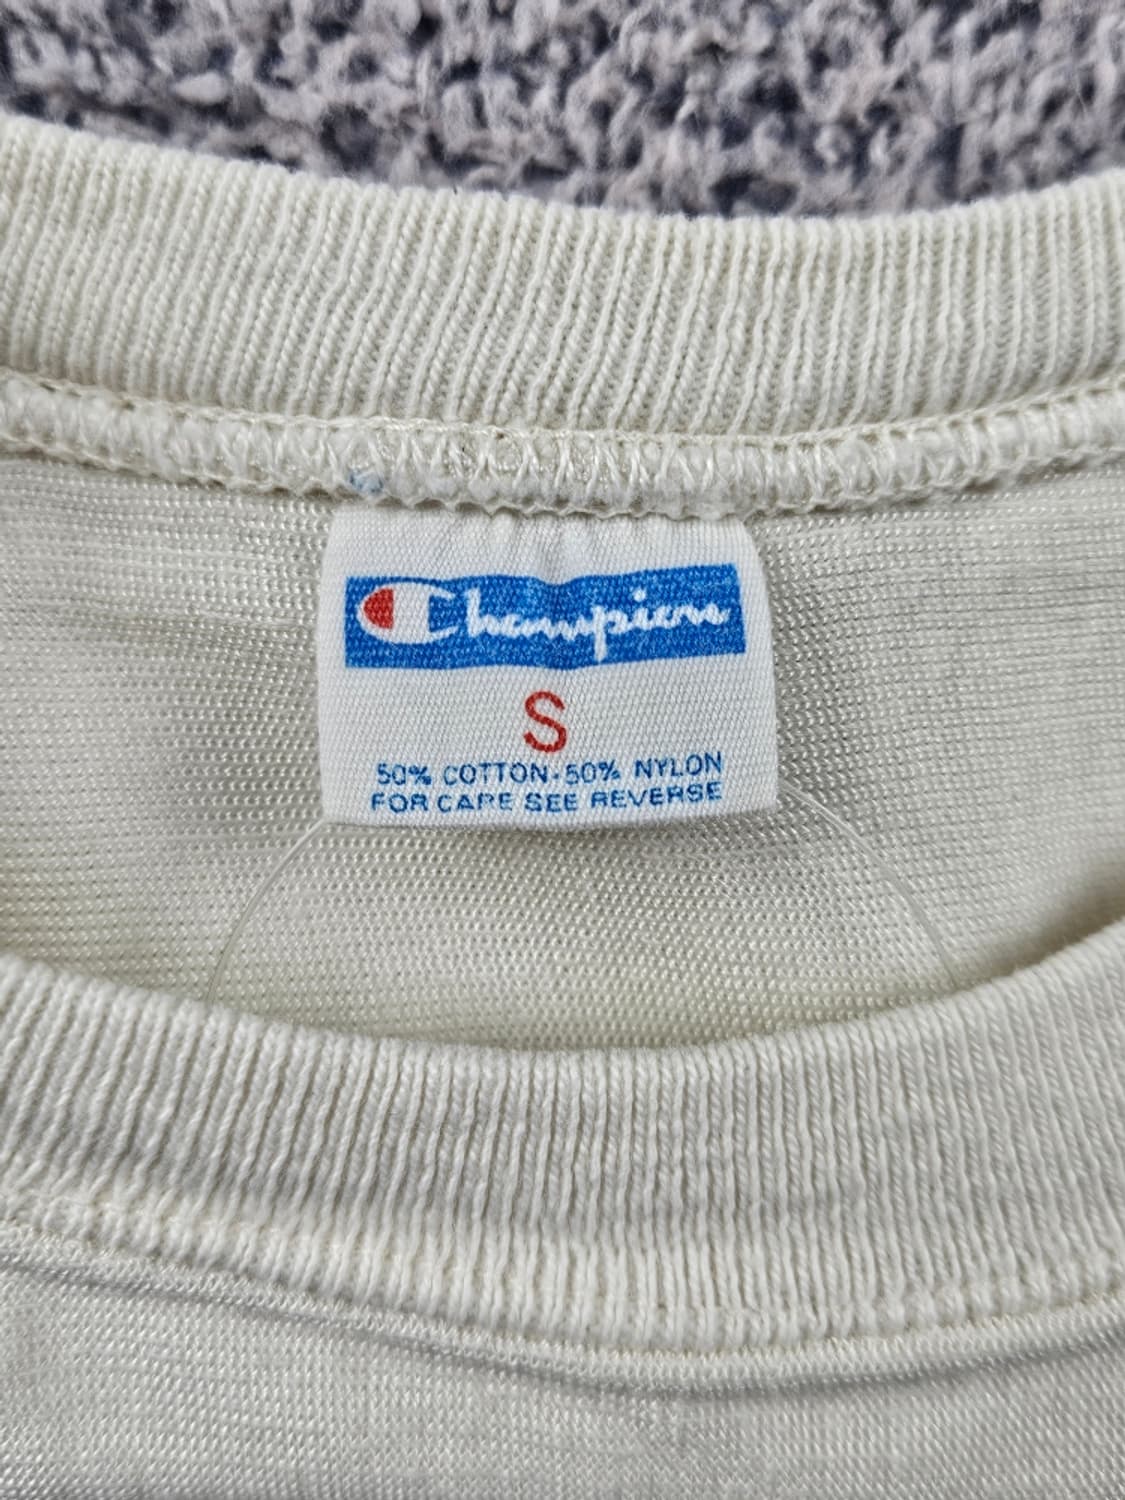 Champion
S
50% COTTON-50% NYLON
FOR CARE SEE REVERSE